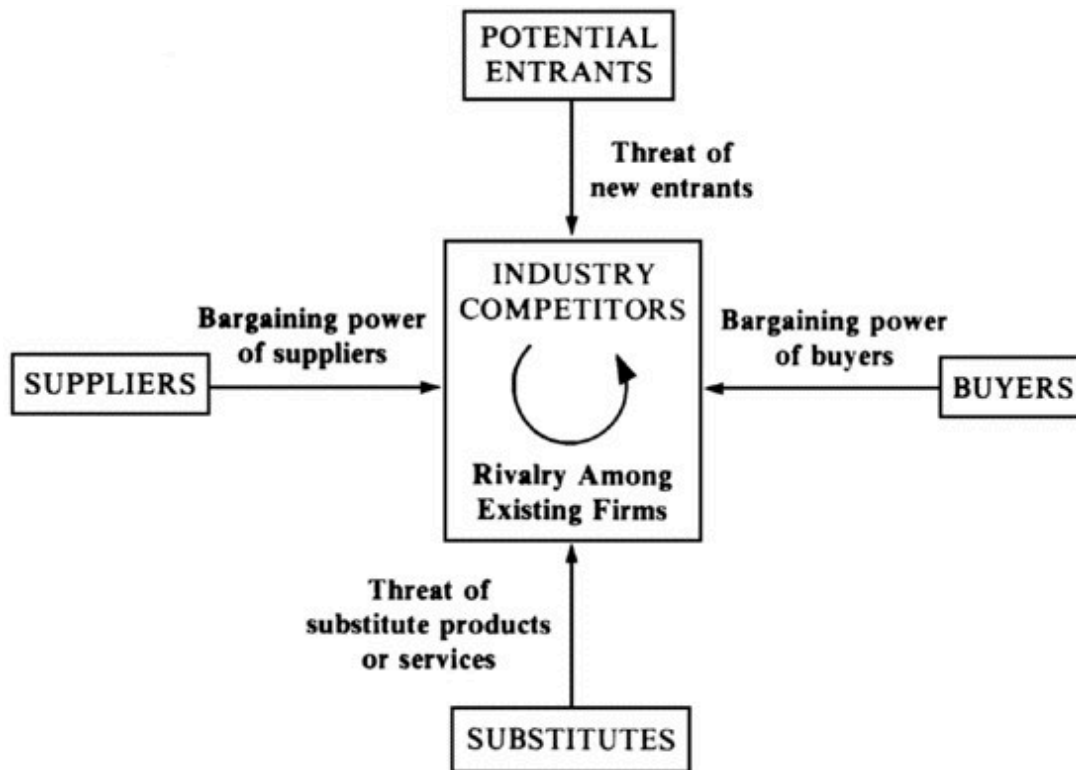 POTENTIAL
ENTRANTS
Threat of
new entrants
INDUSTRY
COMPETITORS
Bargaining power
of suppliers
Bargaining power
of buyers
SUPPLIERS
BUYERS
Rivalry Among
Existing Firms
Threat of
substitute products
or services
SUBSTITUTES